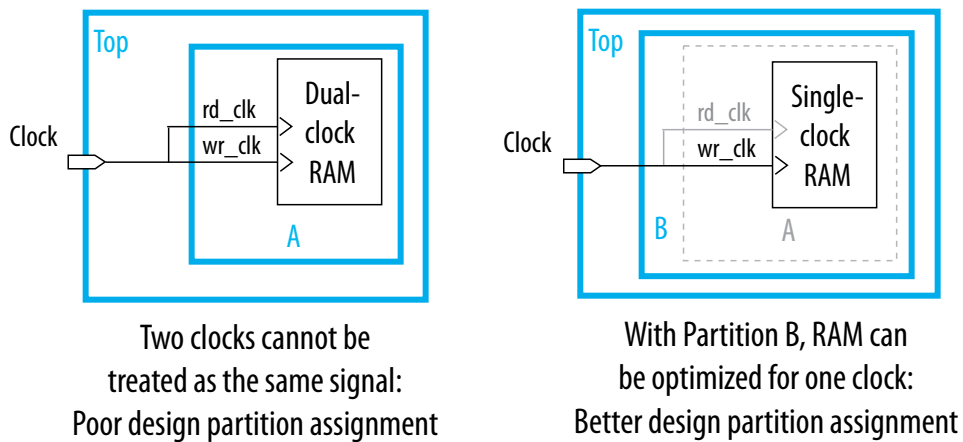 Top
Clock
rd_clk
wr_clk
Dual-
clock
RAM
A
Two clocks cannot be
treated as the same signal:
Poor design partition assignment
Top
Clock
rd_clk
wr_clk
Single-
clock
RAM
B
A
With Partition B, RAM can
be optimized for one clock:
Better design partition assignment